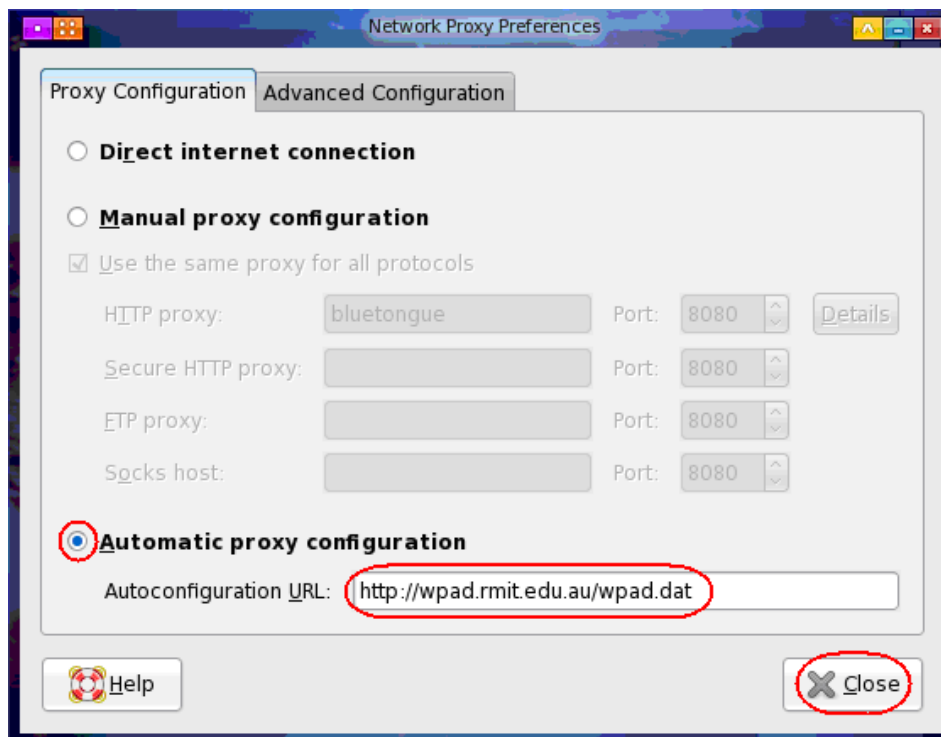 Network Proxy Preferences
Proxy Configuration Advanced Configuration
Direct internet connection
Manual proxy configuration
Use the same proxy for all protocols
HTTP proxy: bluetongue Port: 8080 Details
Secure HTTP proxy: Port: 8080
FTP proxy: Port: 8080
Socks host: Port: 8080
Automatic proxy configuration
Autoconfiguration URL: http://wpad.rmit.edu.au/wpad.dat
Help Close